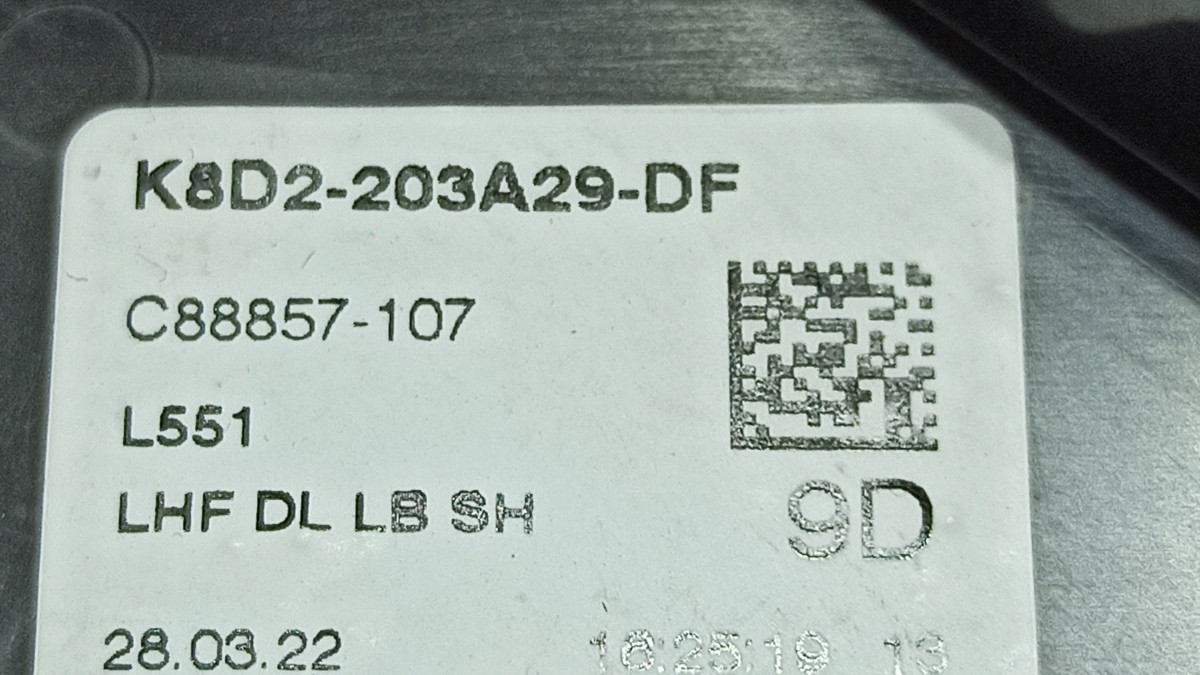 K8D2-203A29-DF
C88857-107
L551
LHF DL LB SH
9D
28.03.22 16:25:19 13